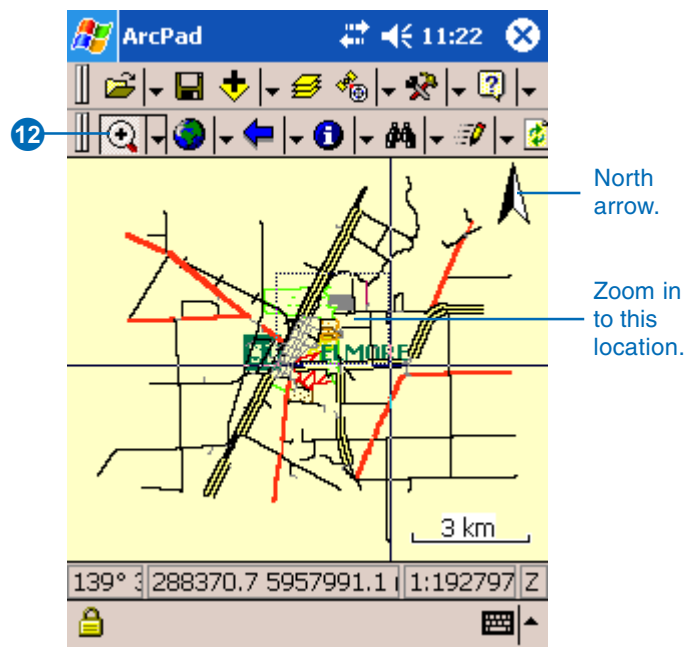 ArcPad 11:22
12
North
arrow.
Zoom in
to this
location.
ELMORE
3 km
139° 288370.7 5957991.1 1:192797 Z